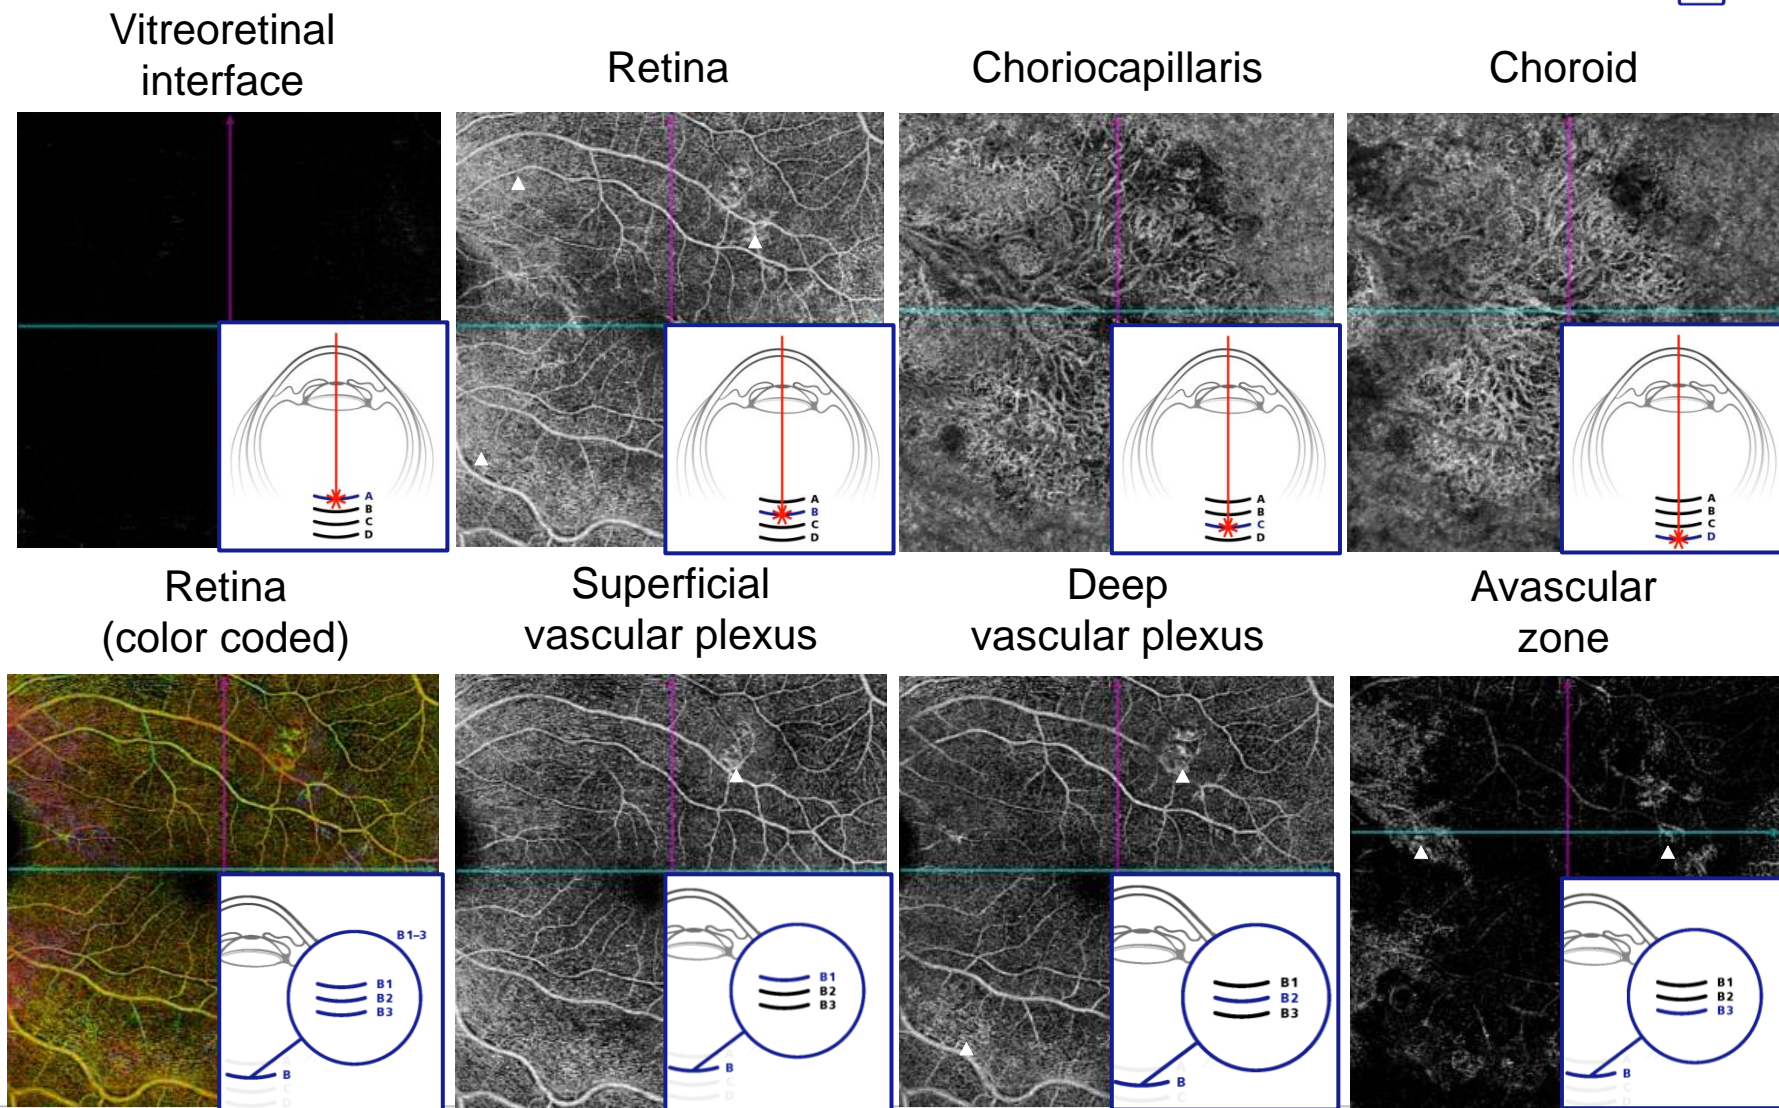 Vitreoretinal
interface
Retina
Choriocapillaris
Choroid
A
B
C
D
A
B
C
D
A
B
C
D
A
B
C
D
Retina
(color coded)
Superficial
vascular plexus
Deep
vascular plexus
Avascular
zone
B1–3
B1
B2
B3
A
B
C
D
B1
B2
B3
A
B
C
D
B1
B2
B3
A
B
C
B1
B2
B3
A
B
C
D